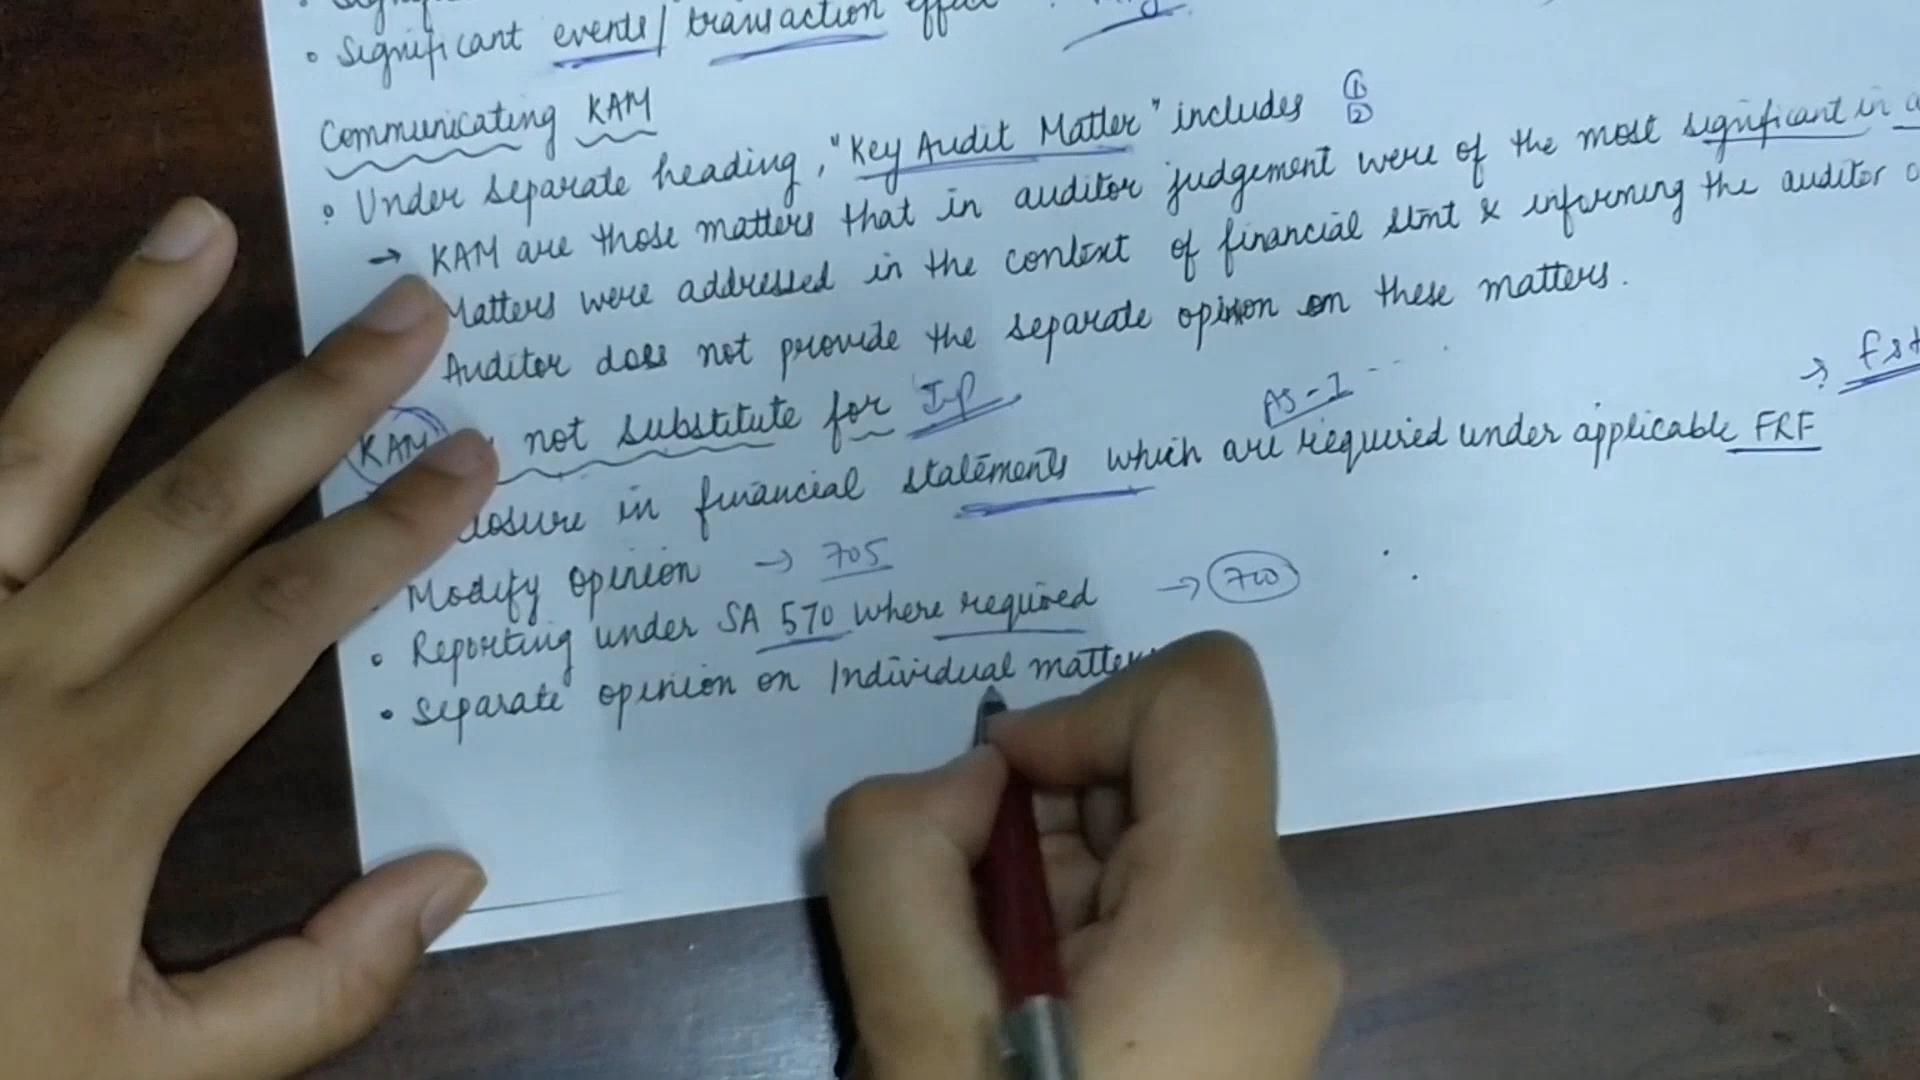 • Significant events/ transaction effect
Communicating KAM
• Under separate heading, "Key Audit Matter" includes ① ②
→ KAM are those matters that in auditor judgement were of the most significant in
Matters were addressed in the context of financial stmt & informing the auditor
Auditor does not provide the separate opinion on these matters.
KAM not substitute for Imp
AS-1
→ fst
closure in financial statements which are required under applicable FRF
• Modify opinion → 705
• Reporting under SA 570 where required → 700
• Separate opinion on Individual matter